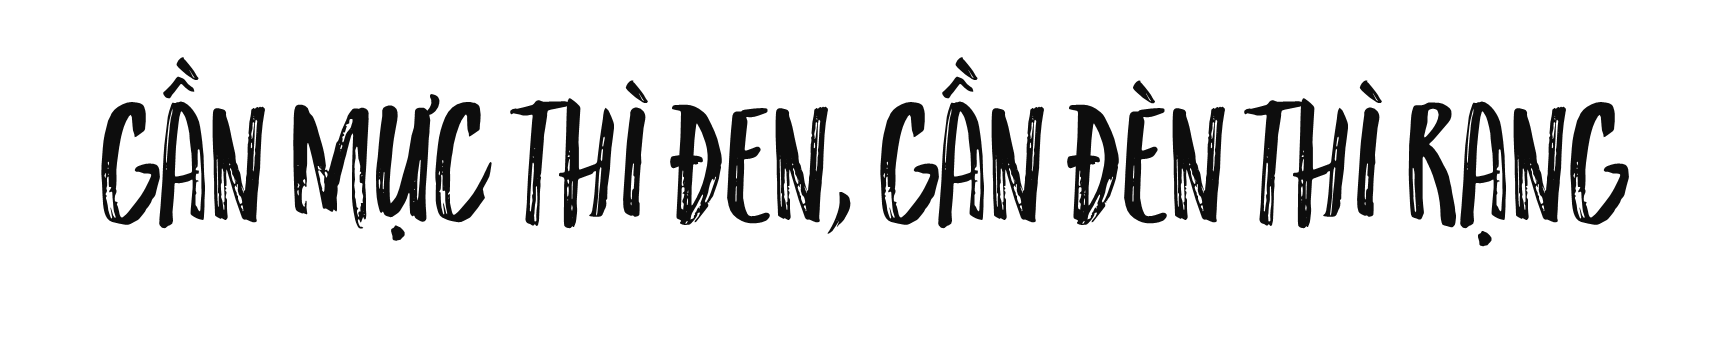 GẦN MỰC THÌ ĐEN, GẦN ĐÈN THÌ RẠNG